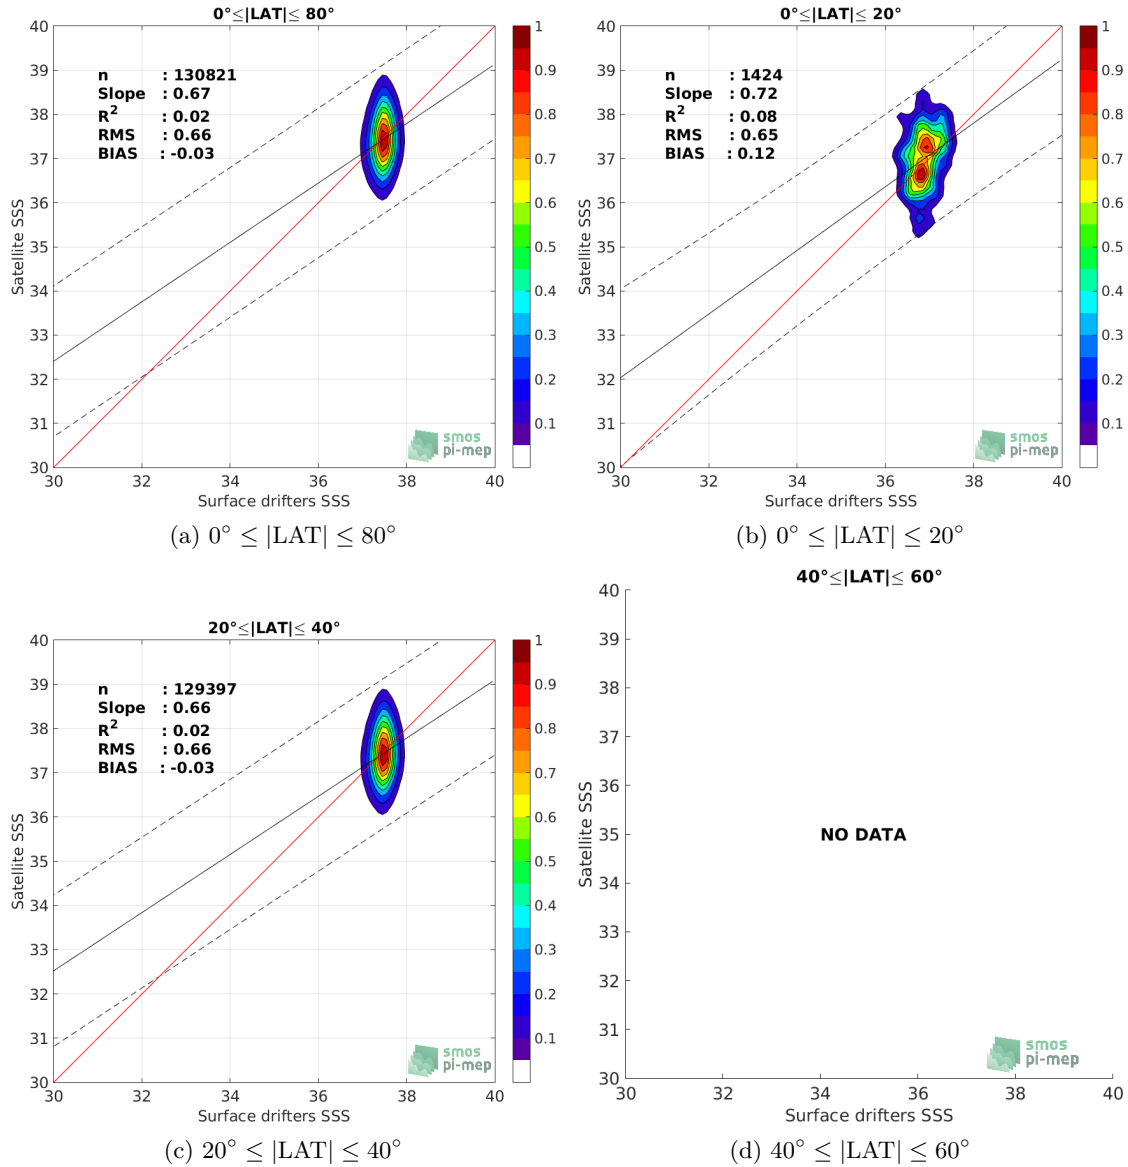 0°≤|LAT|≤ 80°
40
39
38
37
36
35
34
33
32
31
30
Satellite SSS
n : 130821
Slope : 0.67
R² : 0.02
RMS : 0.66
BIAS : -0.03
smos
pi-mep
30 32 34 36 38 40
Surface drifters SSS
1
0.9
0.8
0.7
0.6
0.5
0.4
0.3
0.2
0.1
(a) 0° ≤ |LAT| ≤ 80°
0°≤|LAT|≤ 20°
40
39
38
37
36
35
34
33
32
31
30
Satellite SSS
n : 1424
Slope : 0.72
R² : 0.08
RMS : 0.65
BIAS : 0.12
smos
pi-mep
30 32 34 36 38 40
Surface drifters SSS
1
0.9
0.8
0.7
0.6
0.5
0.4
0.3
0.2
0.1
(b) 0° ≤ |LAT| ≤ 20°
20°≤|LAT|≤ 40°
40
39
38
37
36
35
34
33
32
31
30
Satellite SSS
n : 129397
Slope : 0.66
R² : 0.02
RMS : 0.66
BIAS : -0.03
smos
pi-mep
30 32 34 36 38 40
Surface drifters SSS
1
0.9
0.8
0.7
0.6
0.5
0.4
0.3
0.2
0.1
(c) 20° ≤ |LAT| ≤ 40°
40°≤|LAT|≤ 60°
40
39
38
37
36
35
34
33
32
31
30
Satellite SSS
NO DATA
smos
pi-mep
30 32 34 36 38 40
Surface drifters SSS
(d) 40° ≤ |LAT| ≤ 60°